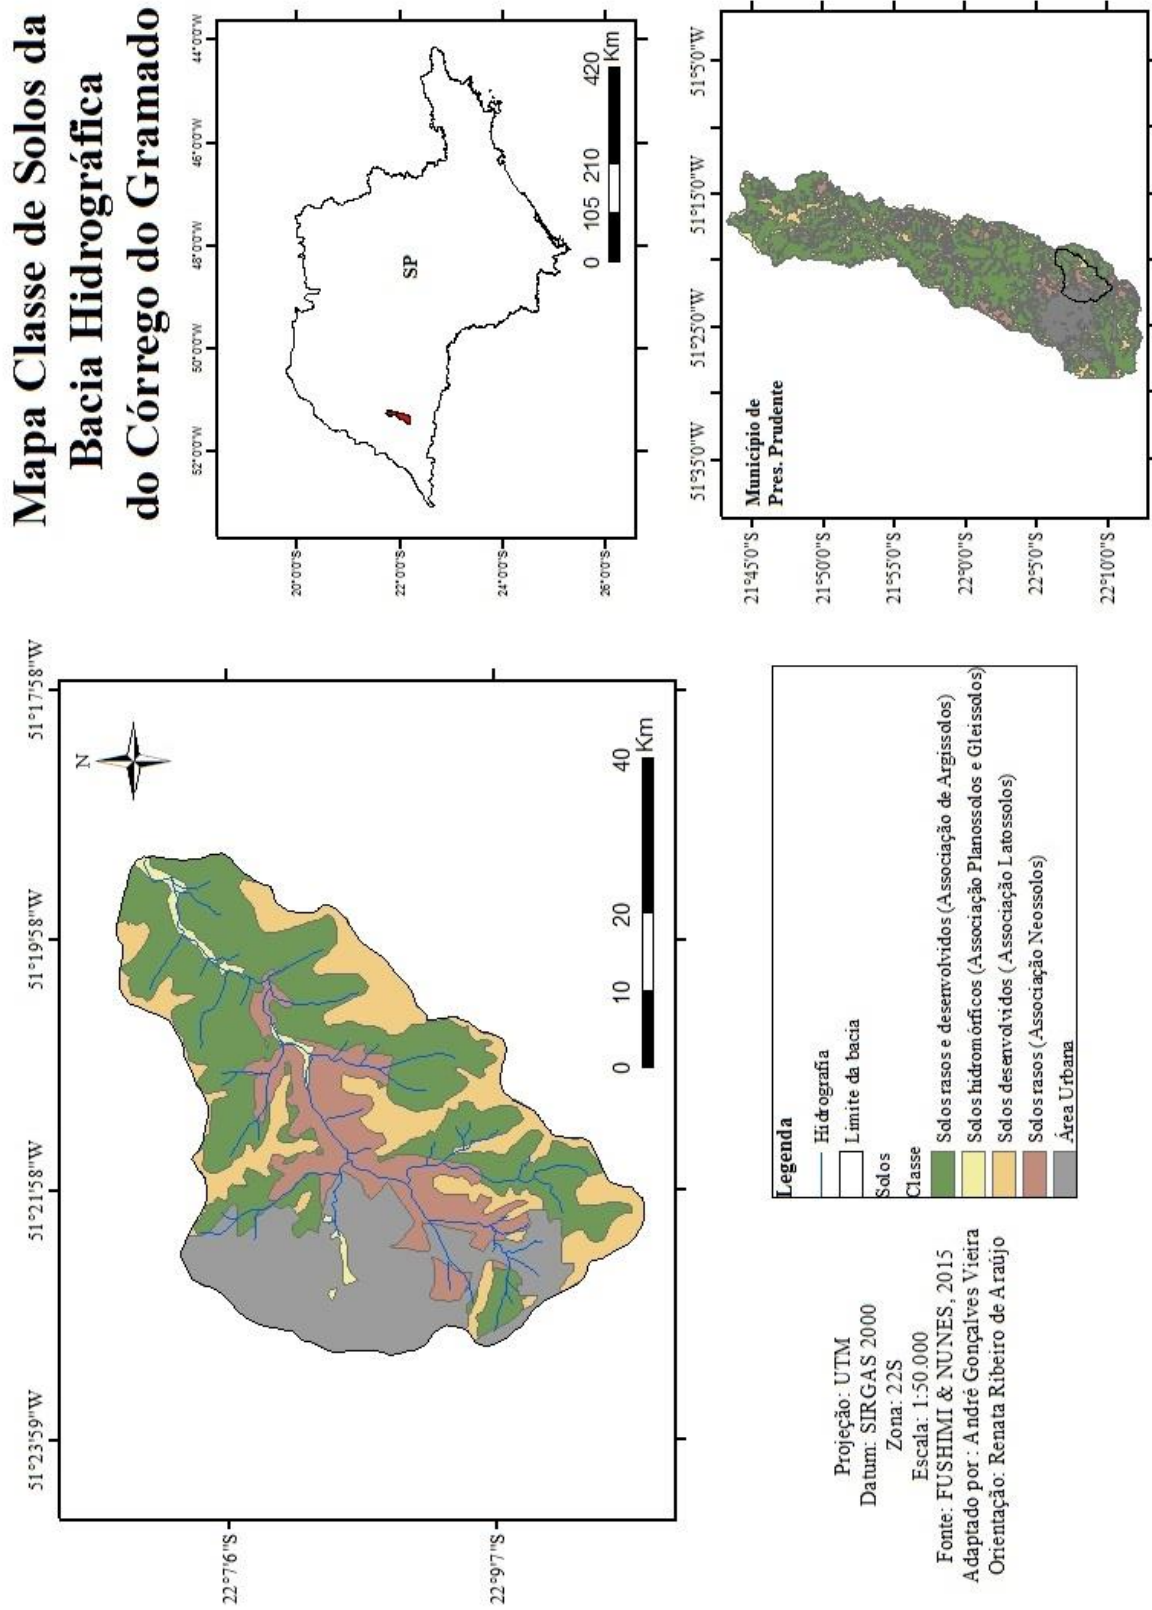 Mapa Classe de Solos da
Bacia Hidrográfica
do Córrego do Gramado
51°23'59"W 51°21'58"W 51°19'58"W 51°17'58"W
N
22°7'6"S
22°9'7"S
0 10 20 40
Km
52°0'0"W 50°0'0"W 48°0'0"W 46°0'0"W 44°0'0"W
20°0'0"S
22°0'0"S
24°0'0"S
26°0'0"S
SP
0 105 210 420
Km
Projeção: UTM
Datum: SIRGAS 2000
Zona: 22S
Escala: 1:50.000
Fonte: FUSHIMI & NUNES, 2015
Adaptado por : André Gonçalves Vieira
Orientação: Renata Ribeiro de Araújo
Legenda
Hidrografia
Limite da bacia
Solos
Classe
Solos rasos e desenvolvidos (Associação de Argissolos)
Solos hidromórficos (Associação Planossolos e Gleissolos)
Solos desenvolvidos (Associação Latossolos)
Solos rasos (Associação Neossolos)
Área Urbana
51°35'0"W 51°25'0"W 51°15'0"W 51°5'0"W
Município de
Pres. Prudente
21°45'0"S
21°50'0"S
21°55'0"S
22°0'0"S
22°5'0"S
22°10'0"S